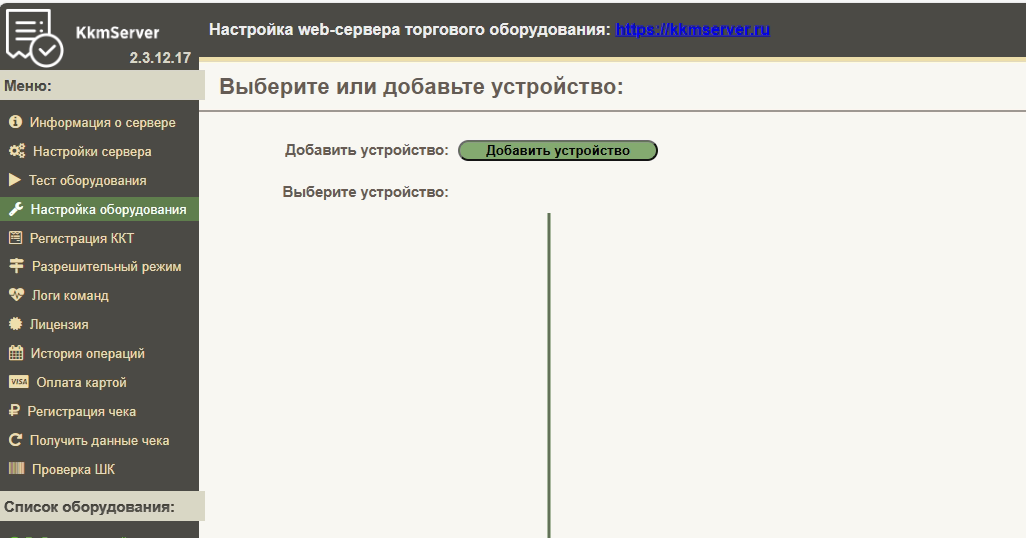 KkmServer
2.3.12.17
Настройка web-сервера торгового оборудования: https://kkmserver.ru
Меню:
Информация о сервере
Настройки сервера
Тест оборудования
Настройка оборудования
Регистрация ККТ
Разрешительный режим
Логи команд
Лицензия
История операций
VISA Оплата картой
Регистрация чека
Получить данные чека
Проверка ШК
Список оборудования:
Выберите или добавьте устройство:
Добавить устройство: Добавить устройство
Выберите устройство: